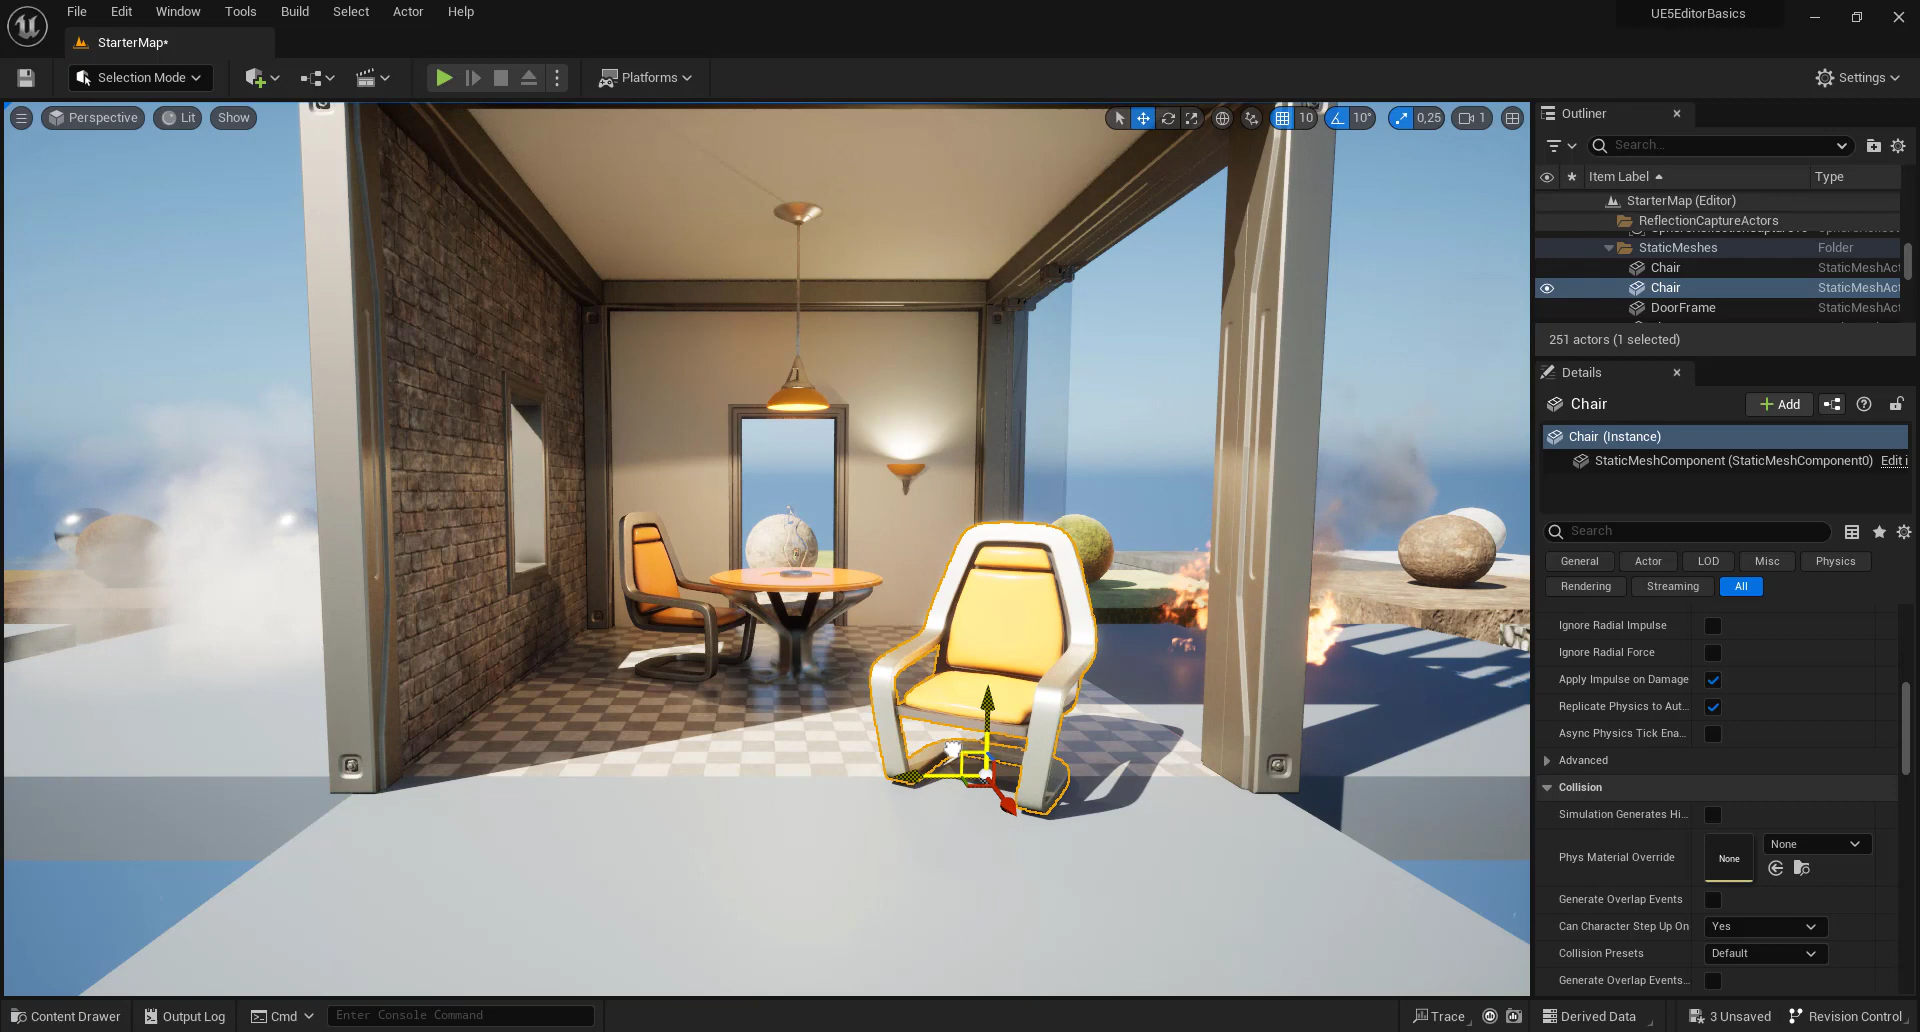 File Edit Window Tools Build Select Actor Help
UE5EditorBasics
StarterMap*
Selection Mode
Platforms
Settings
Perspective
Lit
Show
10
10°
0,25
1
Outliner
Search...
Item Label
Type
StarterMap (Editor)
ReflectionCaptureActors
StaticMeshes Folder
Chair StaticMeshAct
Chair StaticMeshAct
DoorFrame StaticMeshAct
251 actors (1 selected)
Details
Chair
Add
Chair (Instance)
StaticMeshComponent (StaticMeshComponent0) Edit i
Search
General Actor LOD Misc Physics
Rendering Streaming All
Ignore Radial Impulse
Ignore Radial Force
Apply Impulse on Damage
Replicate Physics to Aut...
Async Physics Tick Ena...
Advanced
Collision
Simulation Generates Hi...
Phys Material Override
None
None
Generate Overlap Events
Can Character Step Up On Yes
Collision Presets Default
Generate Overlap Events...
Content Drawer
Output Log
Cmd
Enter Console Command
Trace
Derived Data
3 Unsaved
Revision Control